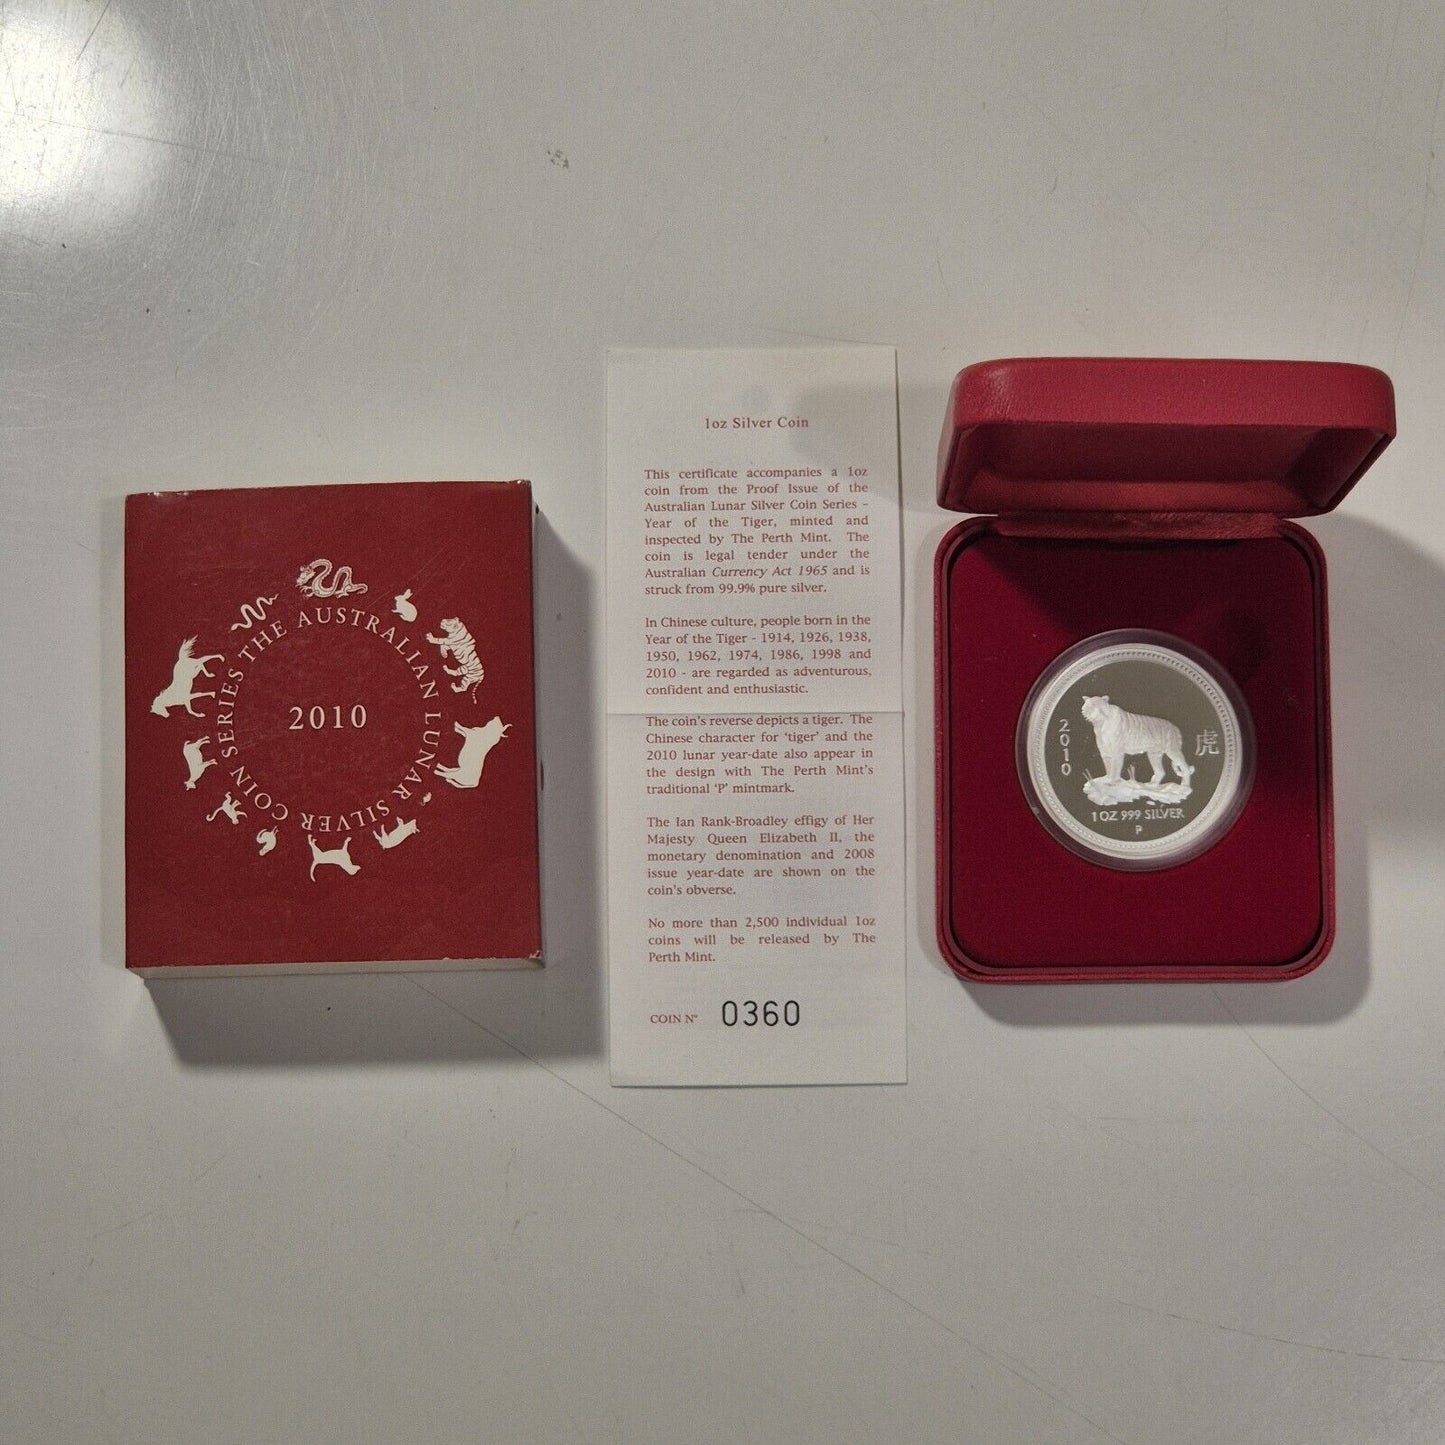 THE AUSTRALIAN LUNAR SILVER COIN SERIES
2010
1oz Silver Coin
This certificate accompanies a 1oz
coin from the Proof Issue of the
Australian Lunar Silver Coin Series –
Year of the Tiger, minted and
inspected by The Perth Mint. The
coin is legal tender under the
Australian Currency Act 1965 and is
struck from 99.9% pure silver.
In Chinese culture, people born in the
Year of the Tiger - 1914, 1926, 1938,
1950, 1962, 1974, 1986, 1998 and
2010 - are regarded as adventurous,
confident and enthusiastic.
The coin's reverse depicts a tiger. The
Chinese character for 'tiger' and the
2010 lunar year-date also appear in
the design with The Perth Mint's
traditional 'P' mintmark.
The Ian Rank-Broadley effigy of Her
Majesty Queen Elizabeth II, the
monetary denomination and 2008
issue year-date are shown on the
coin's obverse.
No more than 2,500 individual 1oz
coins will be released by The
Perth Mint.
COIN Nº 0360
2010
虎
1 OZ 999 SILVER
P